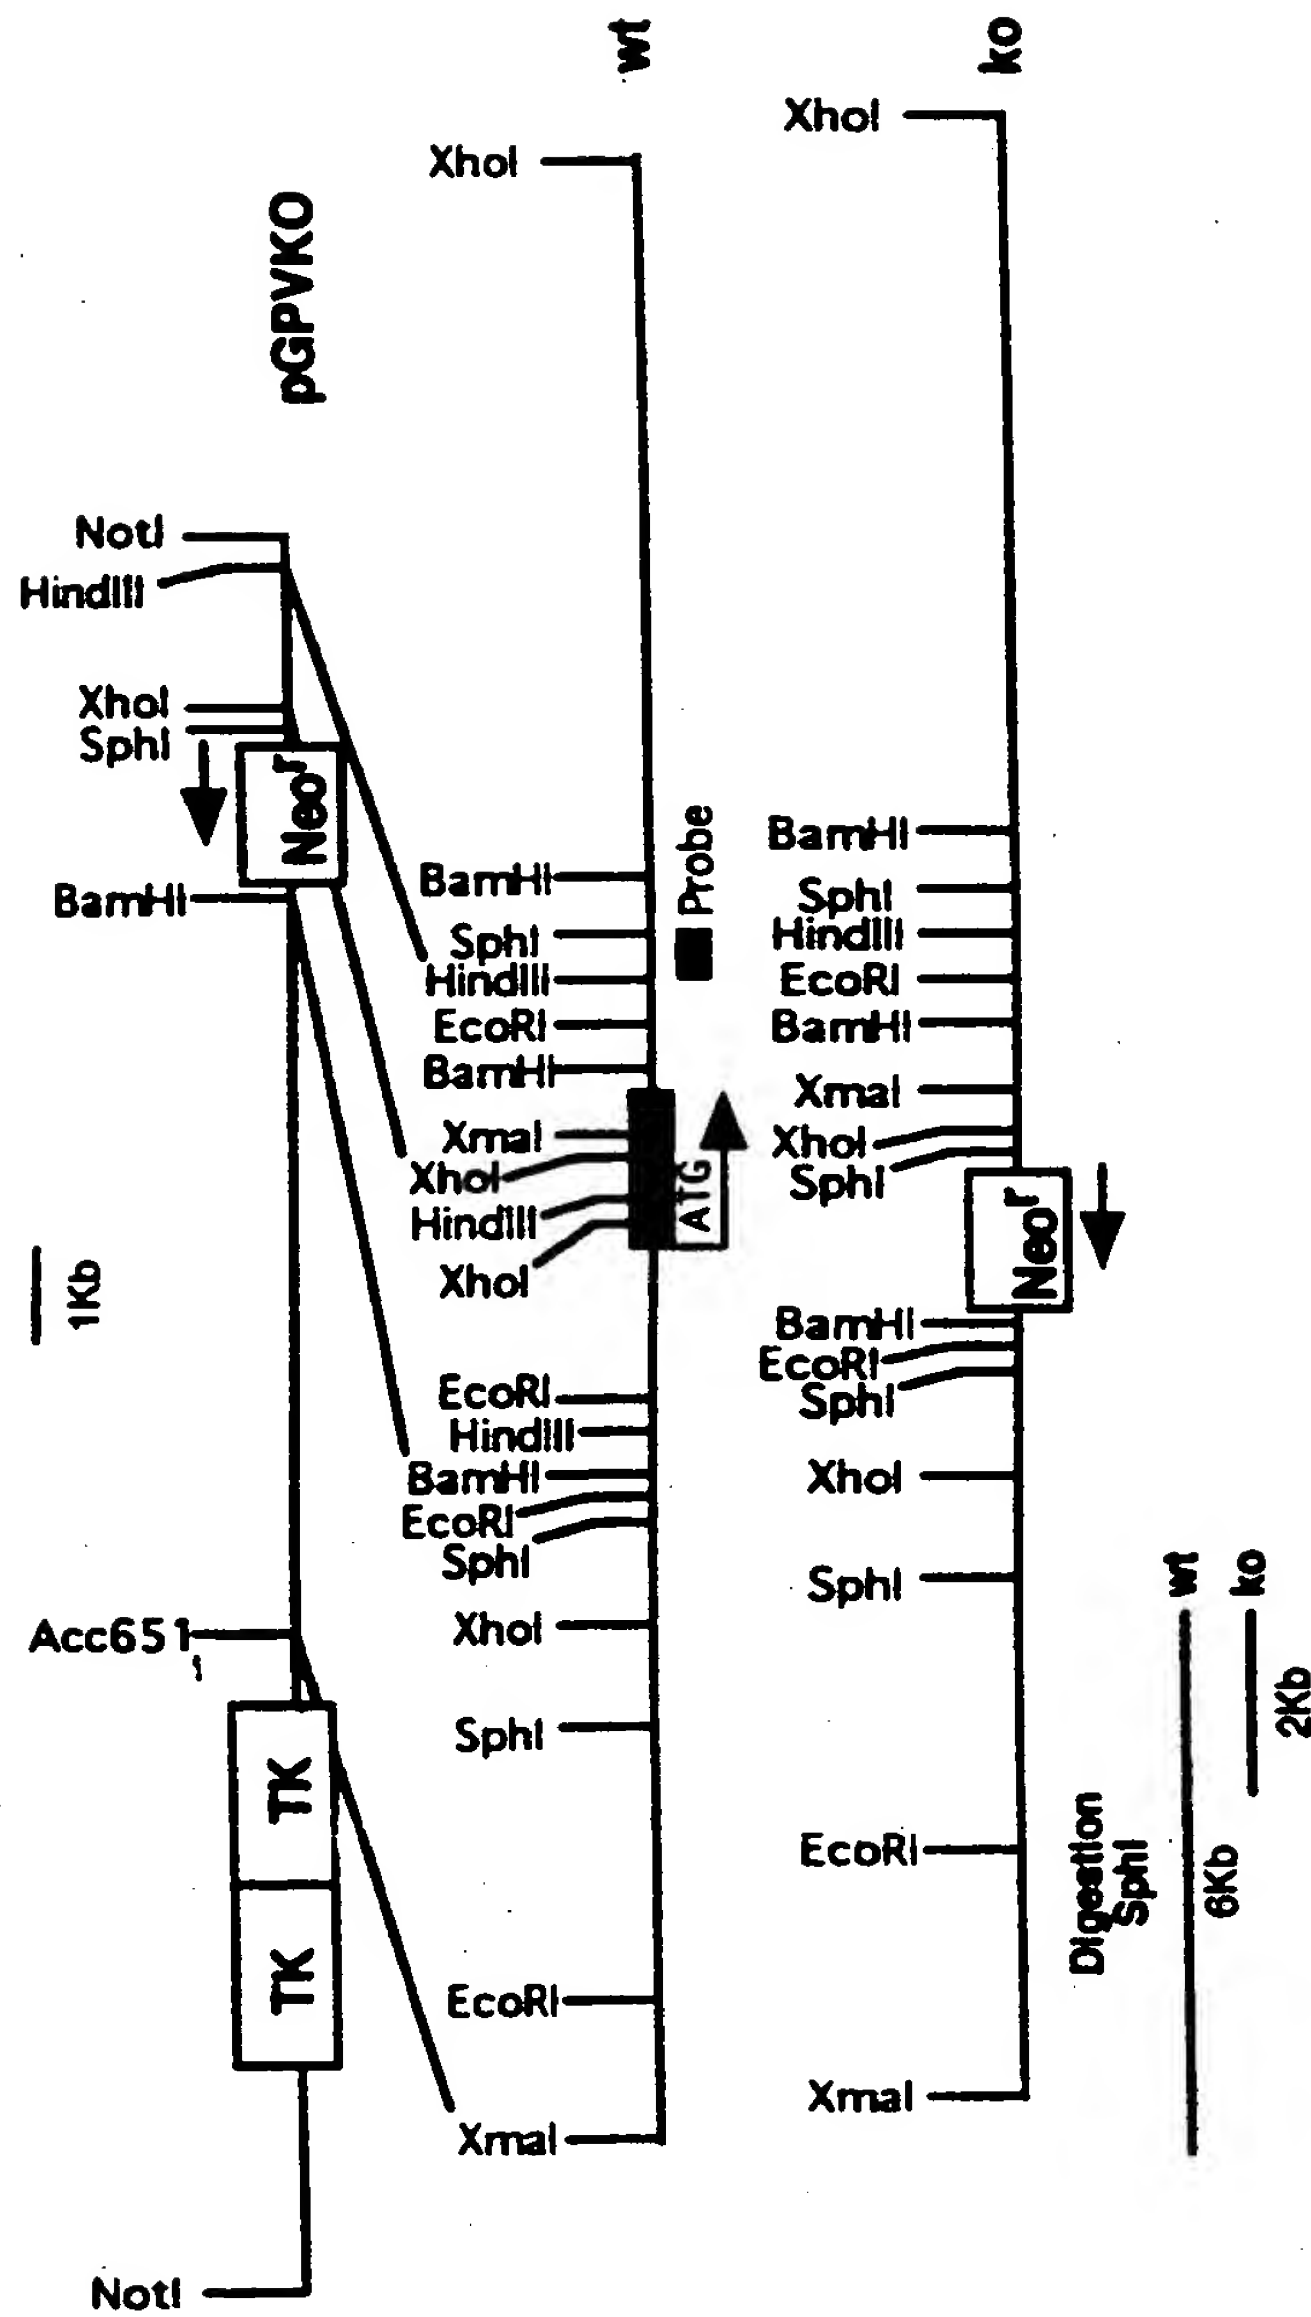 pGPVKO
NotI
HindIII
XhoI
SphI
Neoʳ
BamHI
Acc651
TK
TK
NotI
1Kb
wt
XhoI
BamHI
SphI
HindIII
EcoRI
BamHI
XmaI
XhoI
HindIII
XhoI
EcoRI
HindIII
BamHI
EcoRI
SphI
XhoI
SphI
EcoRI
XmaI
Probe
ATG
ko
XhoI
BamHI
SphI
HindIII
EcoRI
BamHI
XmaI
XhoI
SphI
Neoʳ
BamHI
EcoRI
SphI
XhoI
SphI
EcoRI
XmaI
Digestion
SphI
wt
6Kb
ko
2Kb